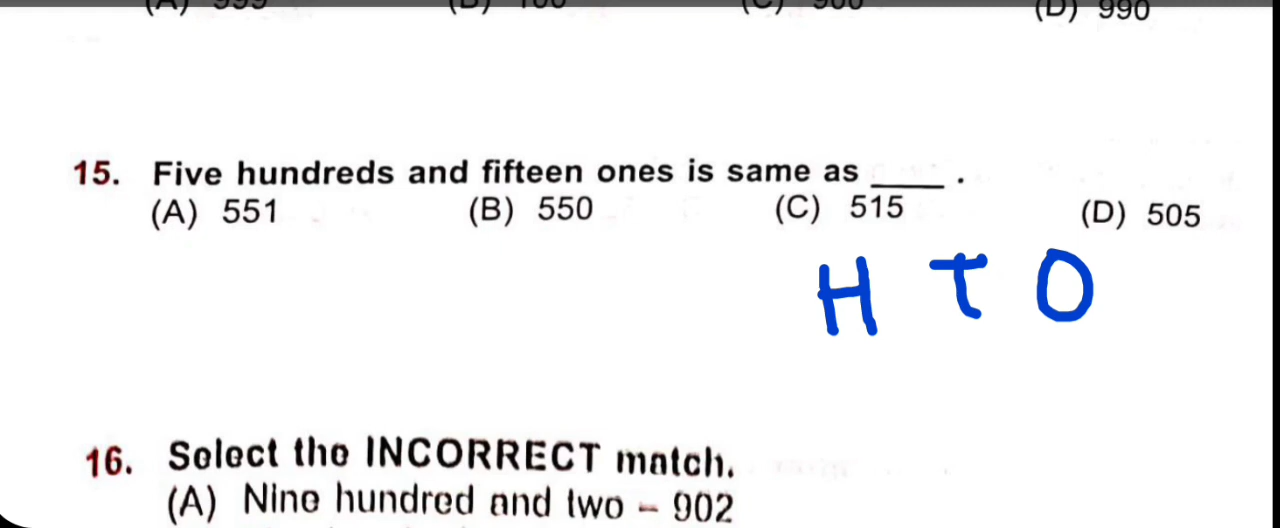 (D) 990
15. Five hundreds and fifteen ones is same as ____ .
(A) 551 (B) 550 (C) 515 (D) 505
H T O
16. Select the INCORRECT match.
(A) Nine hundred and two – 902